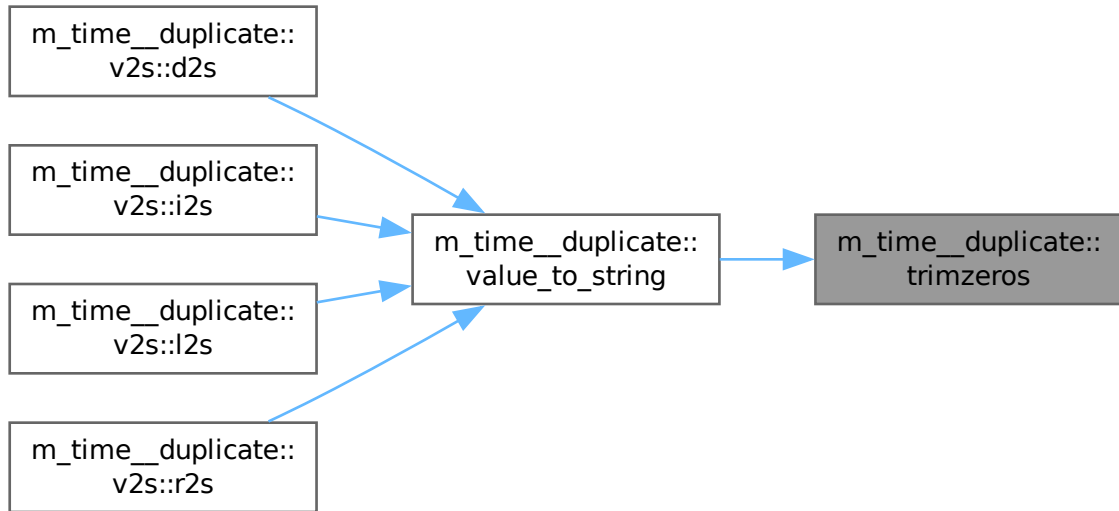 m_time__duplicate::
v2s::d2s
m_time__duplicate::
v2s::i2s
m_time__duplicate::
v2s::l2s
m_time__duplicate::
v2s::r2s
m_time__duplicate::
value_to_string
m_time__duplicate::
trimzeros